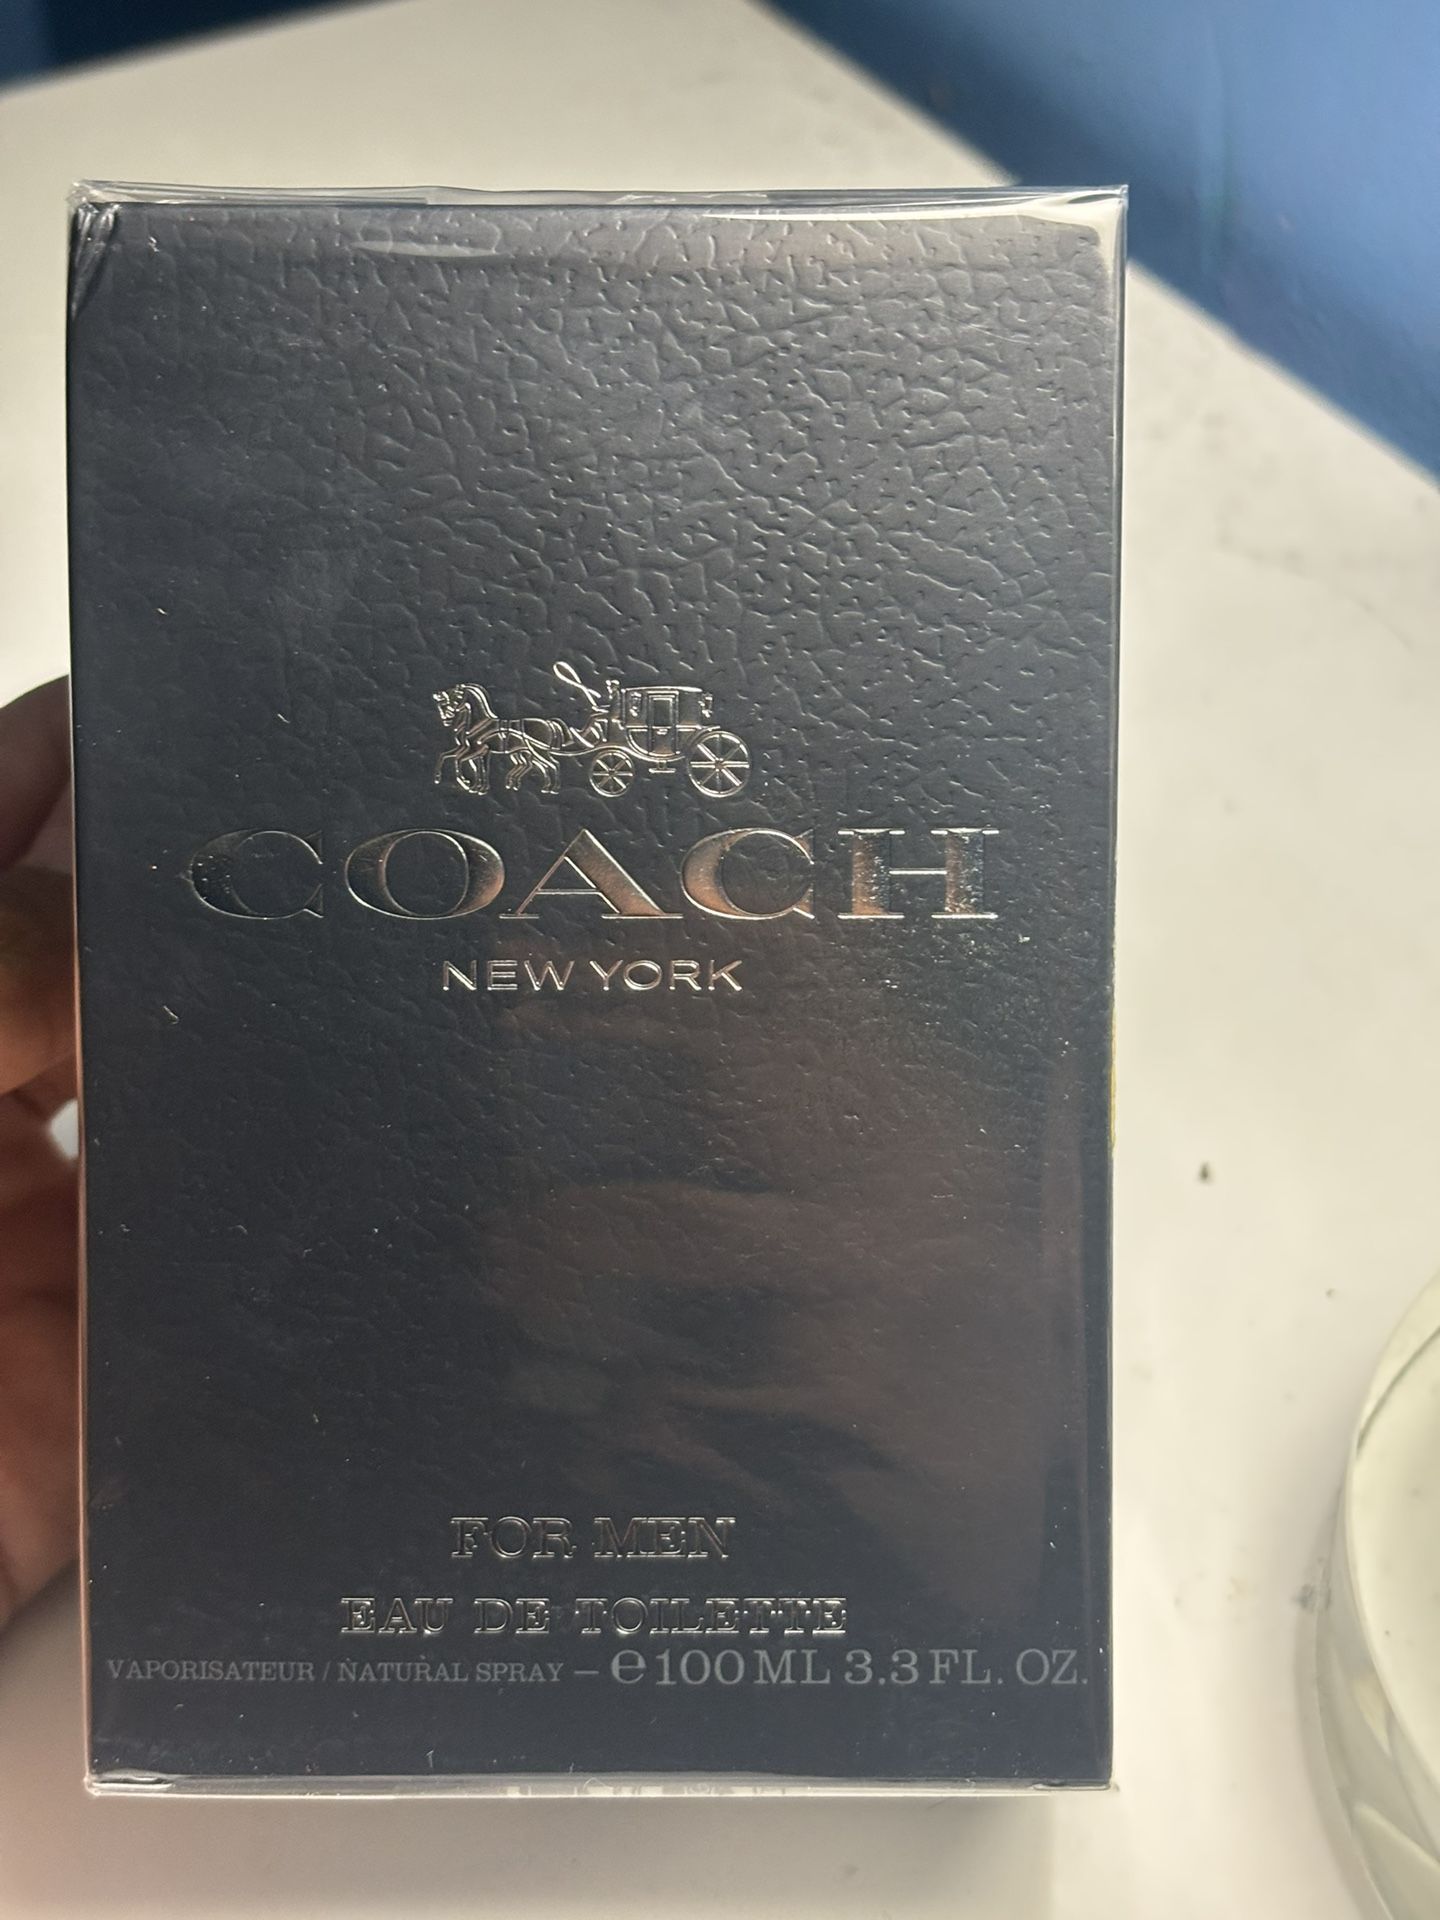 COACH
NEW YORK
FOR MEN
EAU DE TOILETTE
VAPORISATEUR / NATURAL SPRAY – ℮100 ML 3.3 FL. OZ.